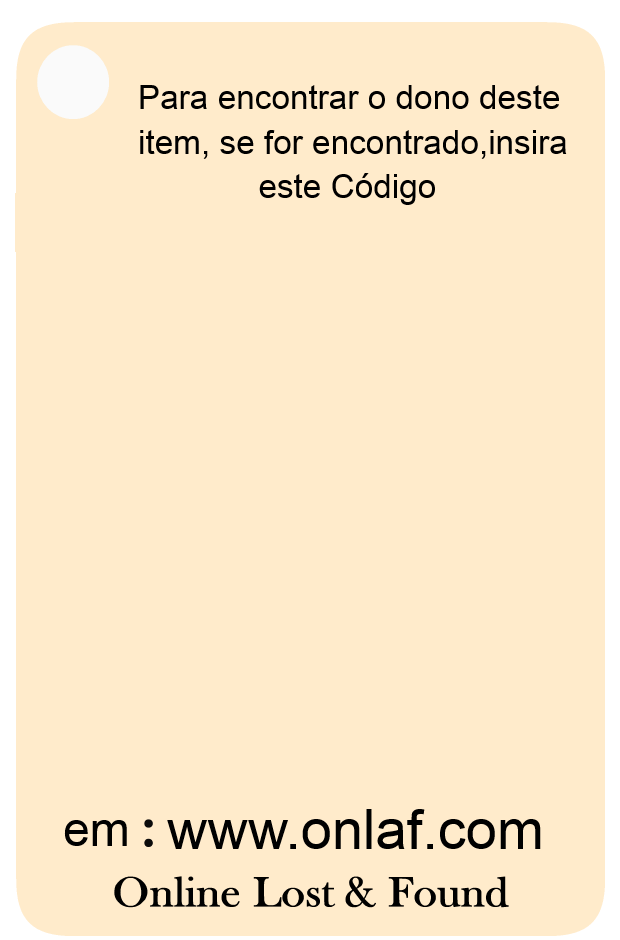 Para encontrar o dono deste
item, se for encontrado,insira
este Código
em : www.onlaf.com
Online Lost & Found